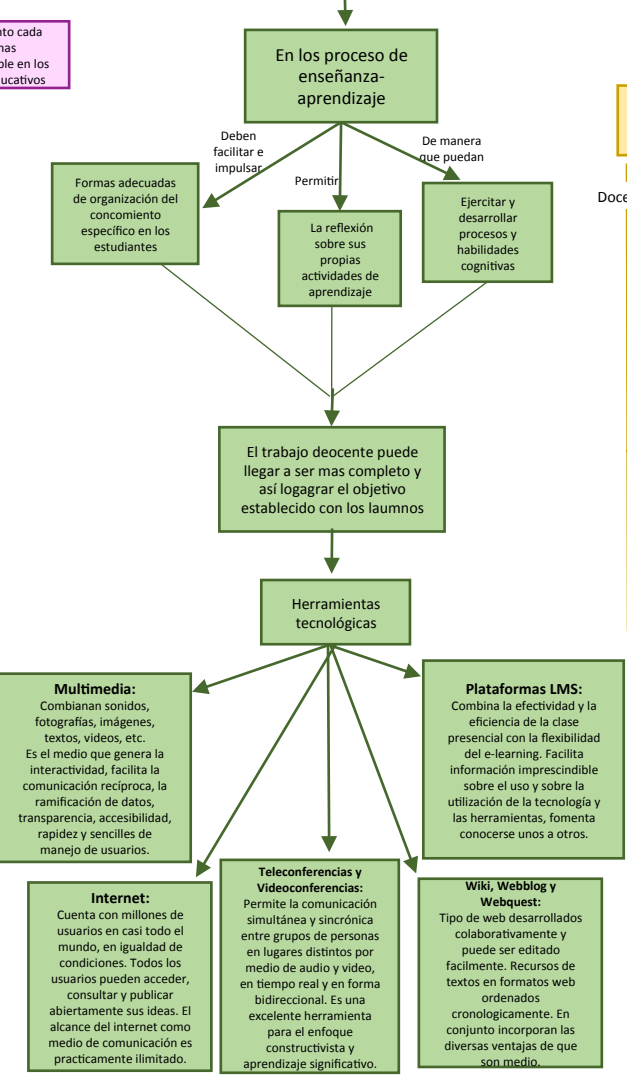 nto cada
nas
ble en los
ucativos
En los proceso de
enseñanza-
aprendizaje
Deben
facilitar e
impulsar
Permitir
De manera
que puedan
Formas adecuadas
de organización del
concomiento
específico en los
estudiantes
La reflexión
sobre sus
propias
actividades de
aprendizaje
Ejercitar y
desarrollar
procesos y
habilidades
cognitivas
Doce
El trabajo deocente puede
llegar a ser mas completo y
así logagrar el objetivo
establecido con los laumnos
Herramientas
tecnológicas
Multimedia:
Combianan sonidos,
fotografías, imágenes,
textos, videos, etc.
Es el medio que genera la
interactividad, facilita la
comunicación recíproca, la
ramificación de datos,
transparencia, accesibilidad,
rapidez y sencilles de
manejo de usuarios.
Plataformas LMS:
Combina la efectividad y la
eficiencia de la clase
presencial con la flexibilidad
del e-learning. Facilita
información imprescindible
sobre el uso y sobre la
utilización de la tecnología y
las herramientas, fomenta
conocerse unos a otros.
Internet:
Cuenta con millones de
usuarios en casi todo el
mundo, en igualdad de
condiciones. Todos los
usuarios pueden acceder,
consultar y publicar
abiertamente sus ideas. El
alcance del internet como
medio de comunicación es
practicamente ilimitado.
Teleconferencias y
Videoconferencias:
Permite la comunicación
simultánea y sincrónica
entre grupos de personas
en lugares distintos por
medio de audio y video,
en tiempo real y en forma
bidireccional. Es una
excelente herramienta
para el enfoque
constructivista y
aprendizaje significativo.
Wiki, Webblog y
Webquest:
Tipo de web desarrollados
colaborativamente y
puede ser editado
facilmente. Recursos de
textos en formatos web
ordenados
cronologicamente. En
conjunto incorporan las
diversas ventajas de que
son medio.